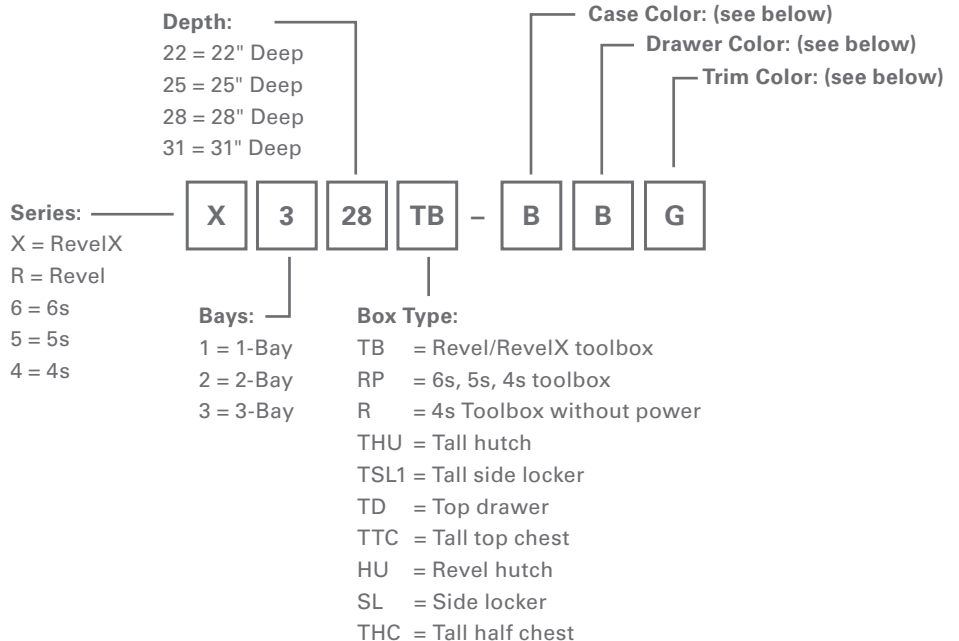 Depth:
22 = 22" Deep
25 = 25" Deep
28 = 28" Deep
31 = 31" Deep
Case Color: (see below)
Drawer Color: (see below)
Trim Color: (see below)
X 3 28 TB – B B G
Series:
X = RevelX
R = Revel
6 = 6s
5 = 5s
4 = 4s
Bays:
1 = 1-Bay
2 = 2-Bay
3 = 3-Bay
Box Type:
TB = Revel/RevelX toolbox
RP = 6s, 5s, 4s toolbox
R = 4s Toolbox without power
THU = Tall hutch
TSL1 = Tall side locker
TD = Top drawer
TTC = Tall top chest
HU = Revel hutch
SL = Side locker
THC = Tall half chest